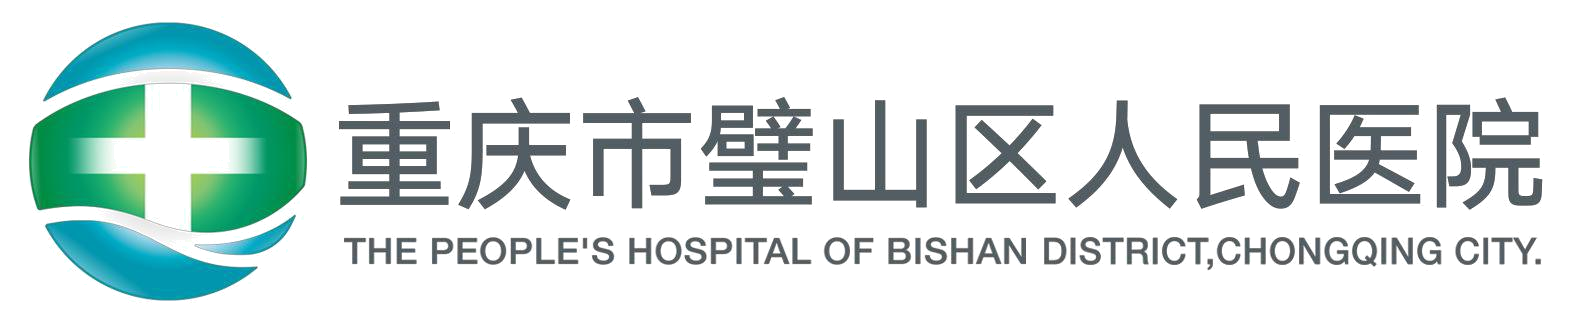 重庆市璧山区人民医院
THE PEOPLE'S HOSPITAL OF BISHAN DISTRICT,CHONGQING CITY.